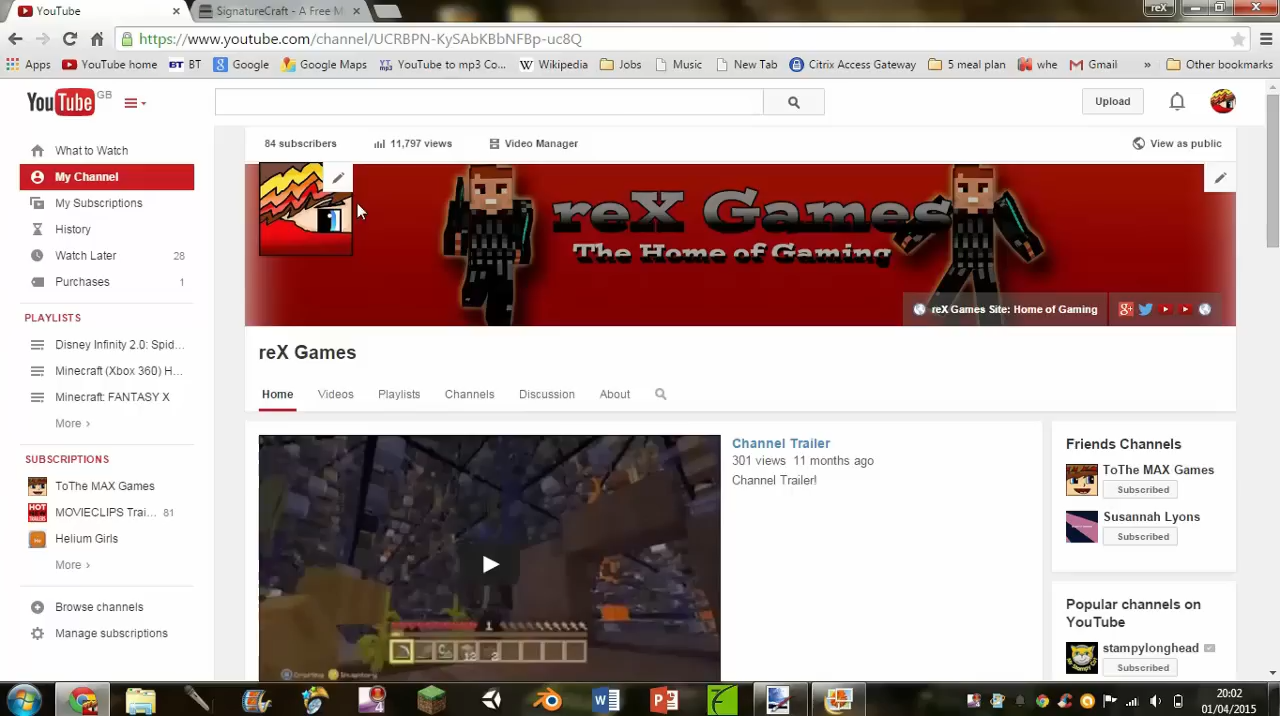 YouTube
SignatureCraft - A Free M
reX
https://www.youtube.com/channel/UCRBPN-KySAbKBbNFBp-uc8Q
Apps YouTube home BT Google Google Maps YouTube to mp3 Co... Wikipedia Jobs Music New Tab Citrix Access Gateway 5 meal plan whe Gmail » Other bookmarks
YouTube GB
Upload
84 subscribers 11,797 views Video Manager View as public
What to Watch
My Channel
My Subscriptions
History
Watch Later 28
Purchases 1
PLAYLISTS
Disney Infinity 2.0: Spid...
Minecraft (Xbox 360) H...
Minecraft: FANTASY X
More ›
SUBSCRIPTIONS
ToThe MAX Games
MOVIECLIPS Trai... 81
Helium Girls
More ›
Browse channels
Manage subscriptions
reX Games
The Home of Gaming
reX Games Site: Home of Gaming
reX Games
Home Videos Playlists Channels Discussion About
Channel Trailer
301 views 11 months ago
Channel Trailer!
Friends Channels
ToThe MAX Games
Subscribed
Susannah Lyons
Subscribed
Popular channels on
YouTube
stampylonghead
Subscribed
20:02
01/04/2015